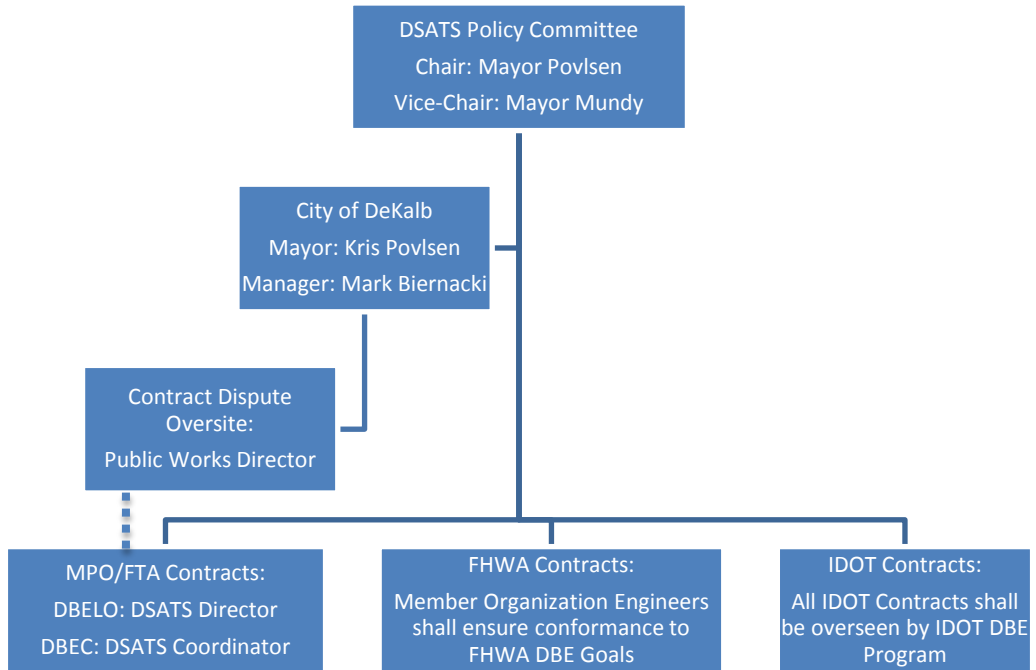 DSATS Policy Committee
Chair: Mayor Povlsen
Vice-Chair: Mayor Mundy
City of DeKalb
Mayor: Kris Povlsen
Manager: Mark Biernacki
Contract Dispute
Oversite:
Public Works Director
MPO/FTA Contracts:
DBELO: DSATS Director
DBEC: DSATS Coordinator
FHWA Contracts:
Member Organization Engineers
shall ensure conformance to
FHWA DBE Goals
IDOT Contracts:
All IDOT Contracts shall
be overseen by IDOT DBE
Program